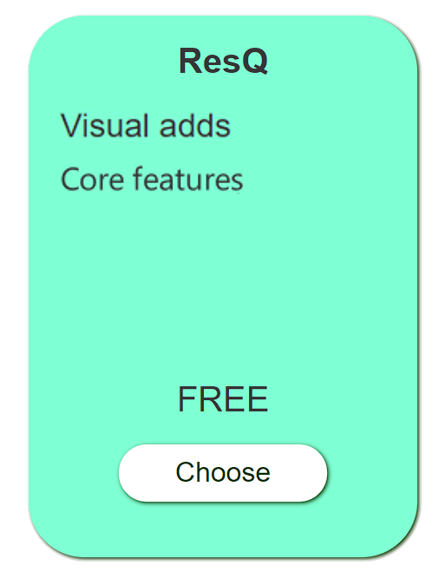 ResQ
Visual adds
Core features
FREE
Choose